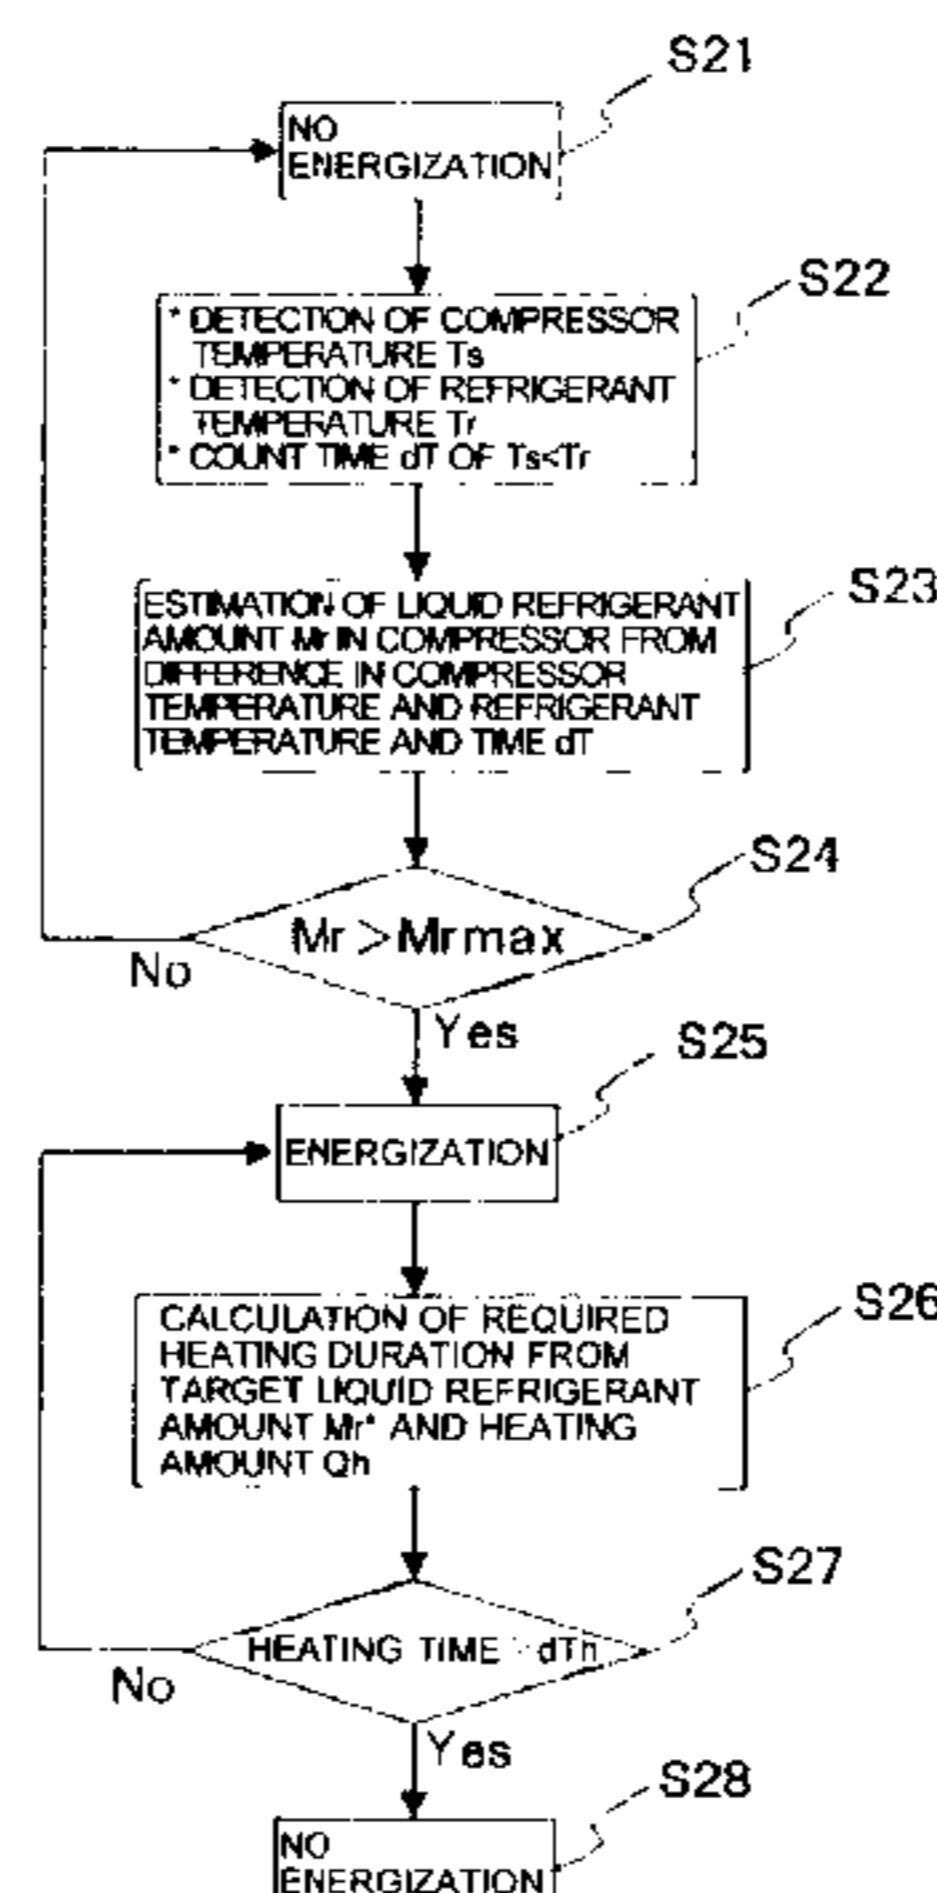 S21
NO
ENERGIZATION
S22
* DETECTION OF COMPRESSOR
TEMPERATURE Ts
* DETECTION OF REFRIGERANT
TEMPERATURE Tr
* COUNT TIME dT OF Ts<Tr
S23
ESTIMATION OF LIQUID REFRIGERANT
AMOUNT Mr IN COMPRESSOR FROM
DIFFERENCE IN COMPRESSOR
TEMPERATURE AND REFRIGERANT
TEMPERATURE AND TIME dT
S24
Mr >Mrmax
No
Yes
S25
ENERGIZATION
S26
CALCULATION OF REQUIRED
HEATING DURATION FROM
TARGET LIQUID REFRIGERANT
AMOUNT Mr* AND HEATING
AMOUNT Qh
S27
HEATING TIME dTh
No
Yes
S28
NO
ENERGIZATION